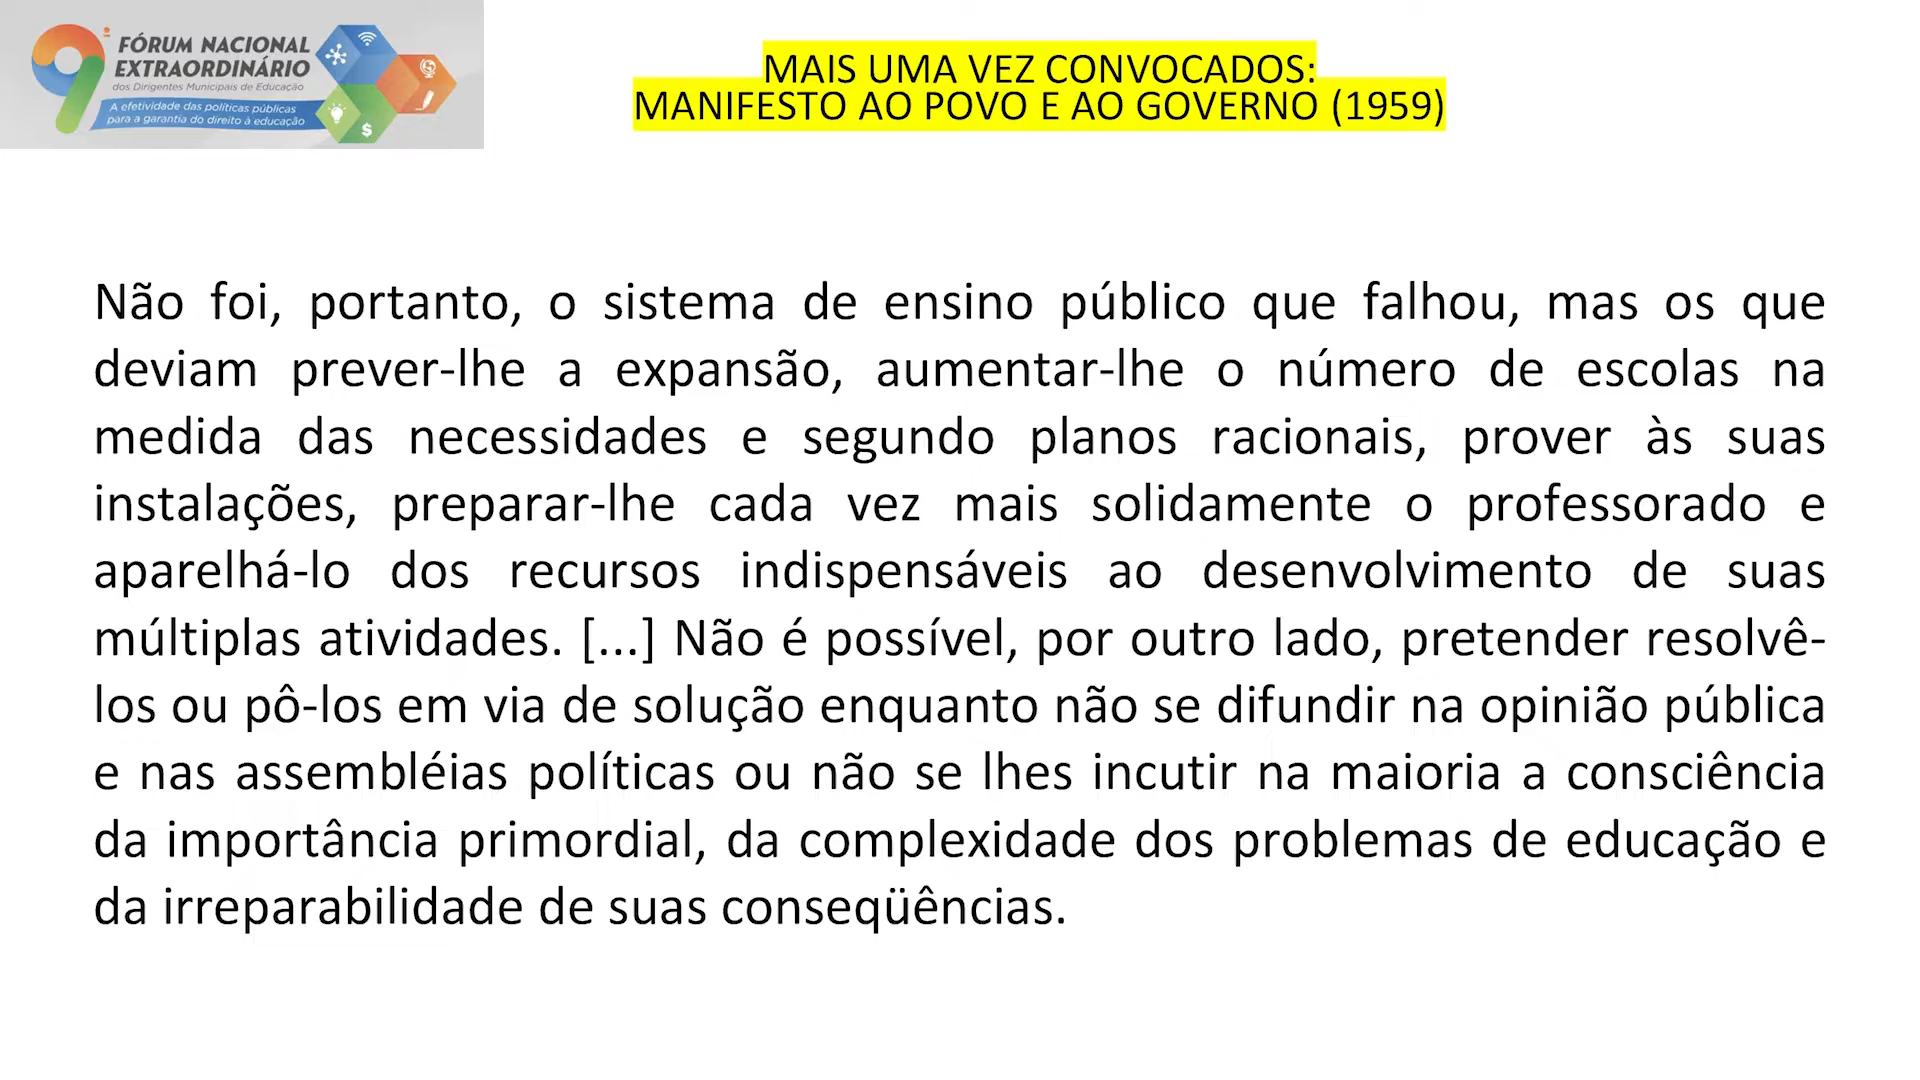 9º
FÓRUM NACIONAL
EXTRAORDINÁRIO
dos Dirigentes Municipais de Educação
A efetividade das políticas públicas
para a garantia do direito à educação
$
MAIS UMA VEZ CONVOCADOS:
MANIFESTO AO POVO E AO GOVERNO (1959)
Não foi, portanto, o sistema de ensino público que falhou, mas os que
deviam prever-lhe a expansão, aumentar-lhe o número de escolas na
medida das necessidades e segundo planos racionais, prover às suas
instalações, preparar-lhe cada vez mais solidamente o professorado e
aparelhá-lo dos recursos indispensáveis ao desenvolvimento de suas
múltiplas atividades. [...] Não é possível, por outro lado, pretender resolvê-
los ou pô-los em via de solução enquanto não se difundir na opinião pública
e nas assembléias políticas ou não se lhes incutir na maioria a consciência
da importância primordial, da complexidade dos problemas de educação e
da irreparabilidade de suas conseqüências.